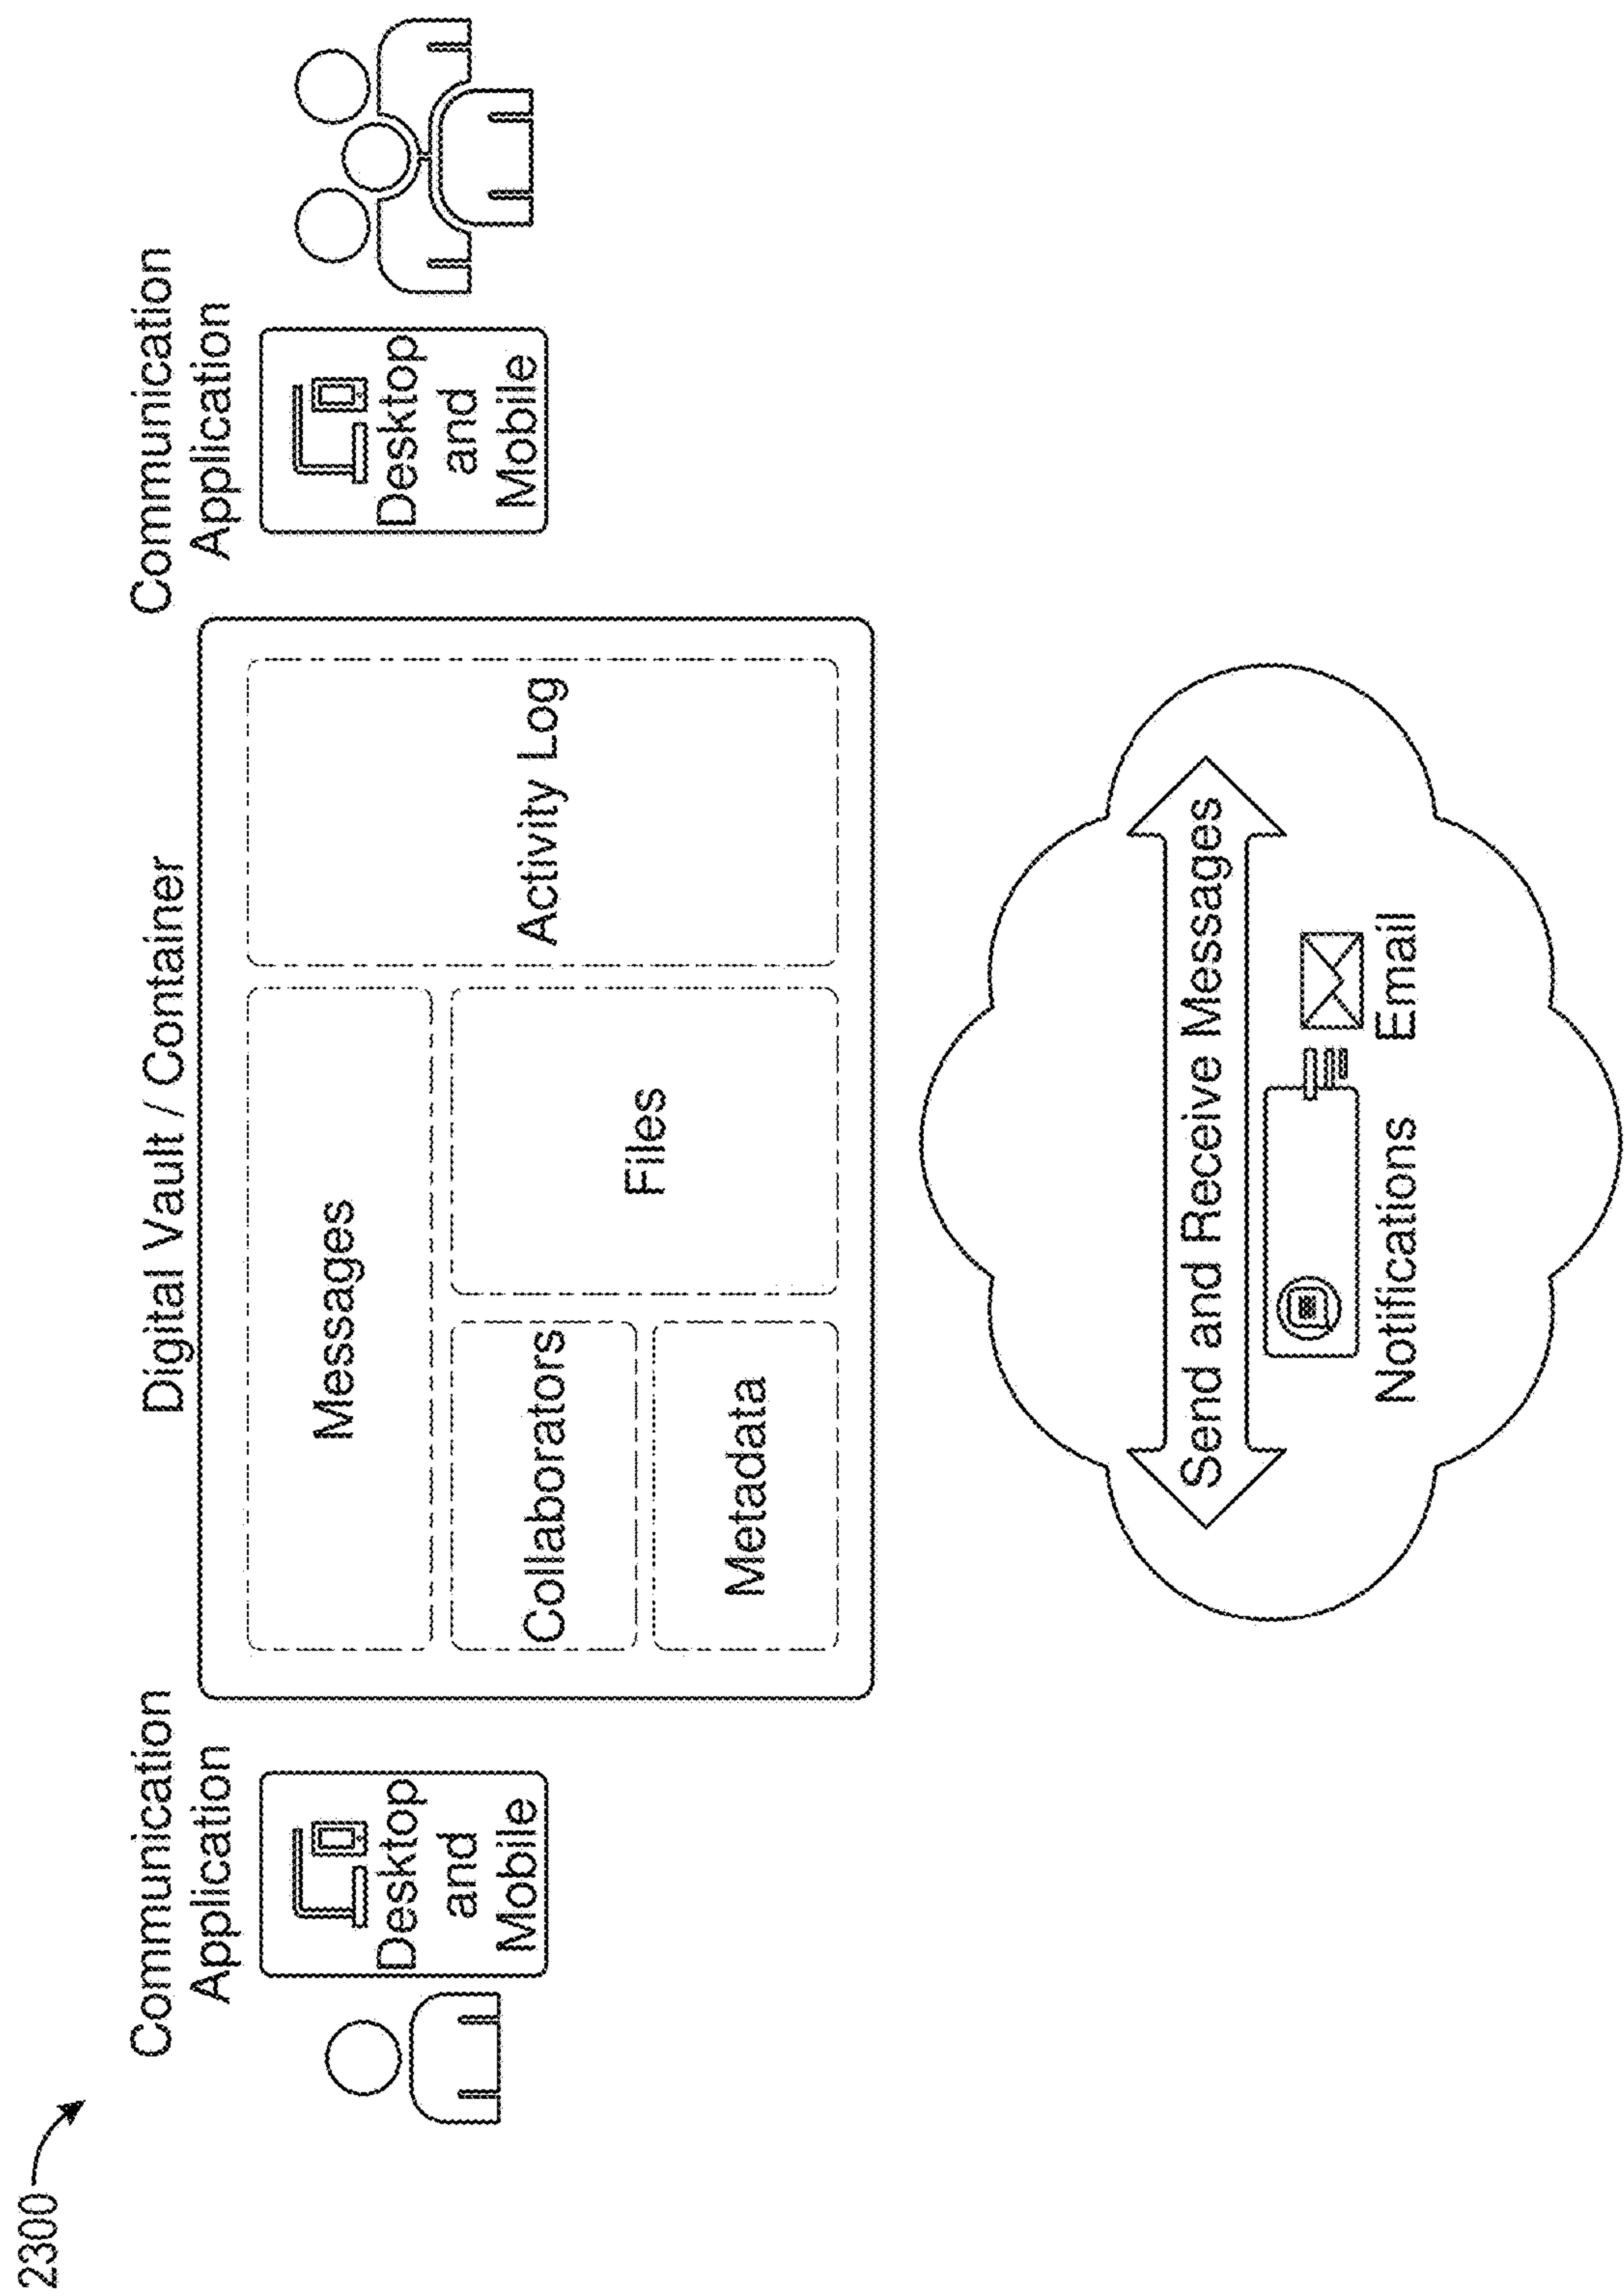 2300
Communication
Application
Desktop
and
Mobile
Digital Vault / Container
Messages
Collaborators
Metadata
Files
Activity Log
Communication
Application
Desktop
and
Mobile
Send and Receive Messages
Notifications
Email